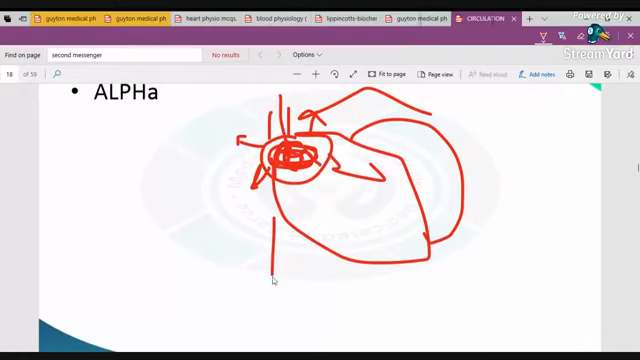 guyton medical ph
guyton medical ph
heart physio mcqs.
blood physiology (
lippincotts-bioche
guyton medical ph
CIRCULATION
Powered by
StreamYard
Find on page
second messenger
No results
Options
18 of 59
Fit to page
Page view
Read aloud
Add notes
• ALPHa